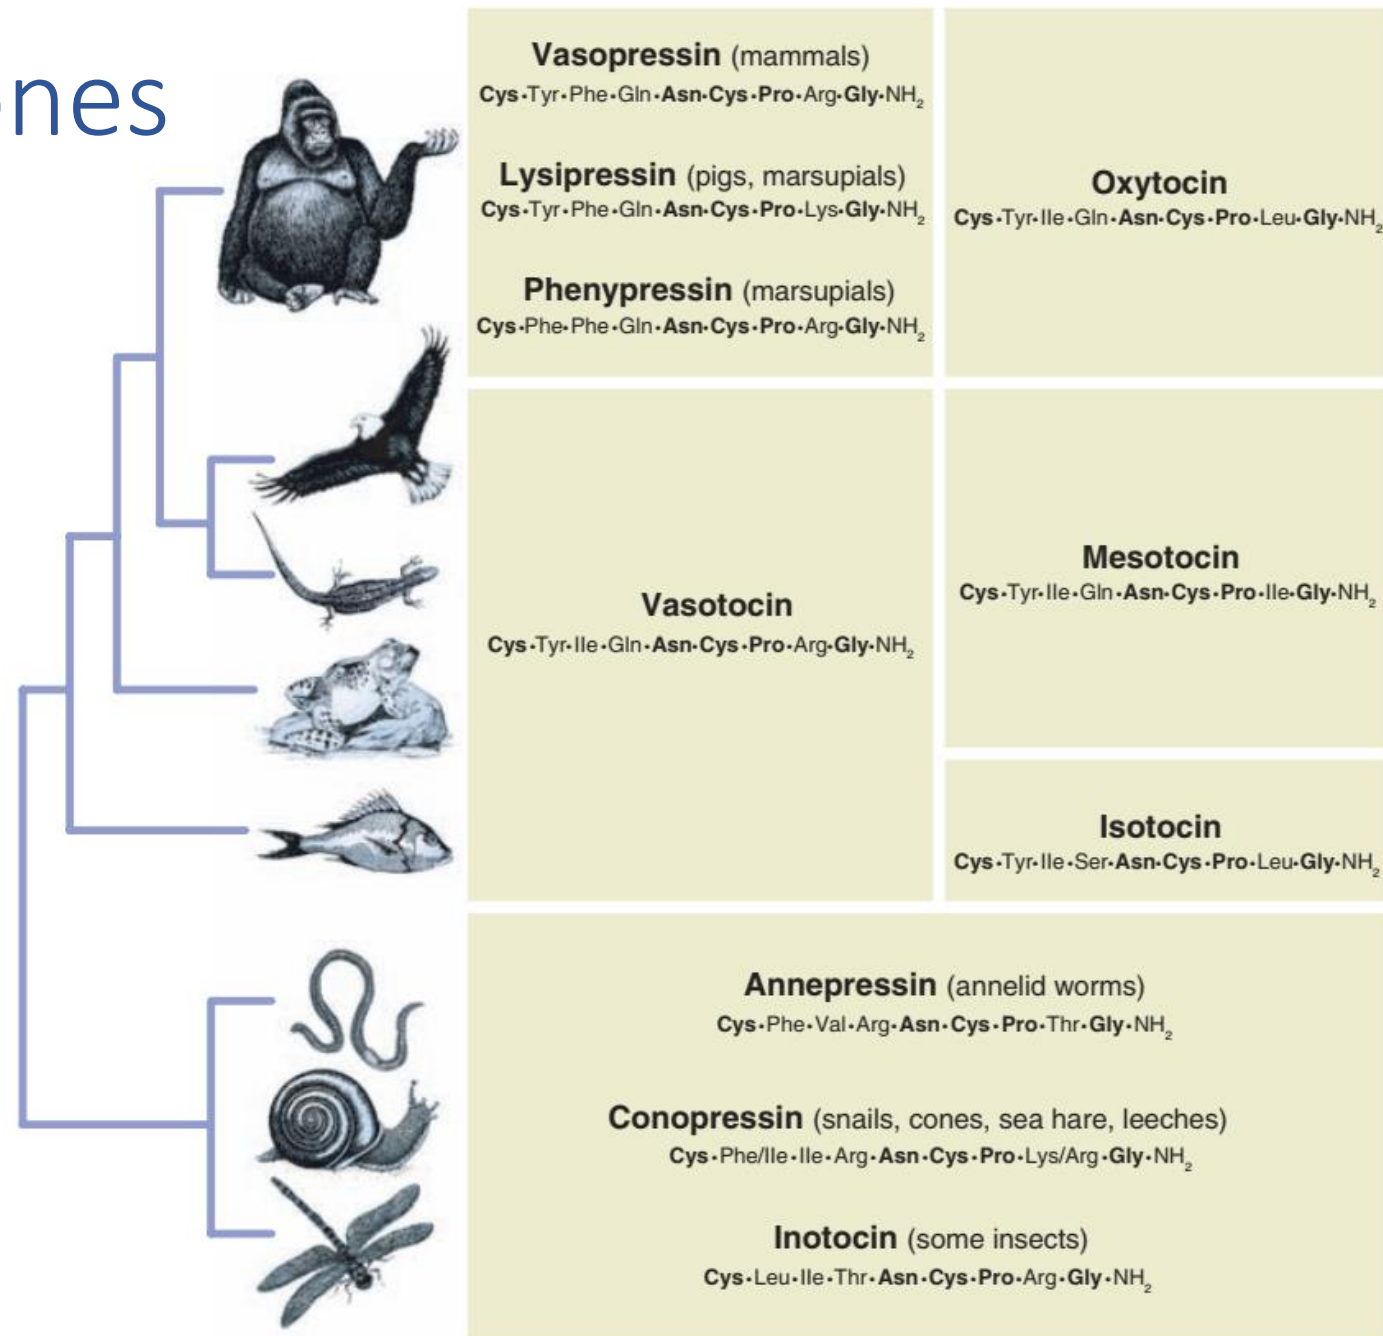 ones
Vasopressin (mammals)
Cys·Tyr·Phe·Gln·Asn·Cys·Pro·Arg·Gly·NH₂
Lysipressin (pigs, marsupials)
Cys·Tyr·Phe·Gln·Asn·Cys·Pro·Lys·Gly·NH₂
Phenypressin (marsupials)
Cys·Phe·Phe·Gln·Asn·Cys·Pro·Arg·Gly·NH₂
Oxytocin
Cys·Tyr·Ile·Gln·Asn·Cys·Pro·Leu·Gly·NH₂
Vasotocin
Cys·Tyr·Ile·Gln·Asn·Cys·Pro·Arg·Gly·NH₂
Mesotocin
Cys·Tyr·Ile·Gln·Asn·Cys·Pro·Ile·Gly·NH₂
Isotocin
Cys·Tyr·Ile·Ser·Asn·Cys·Pro·Leu·Gly·NH₂
Annepressin (annelid worms)
Cys·Phe·Val·Arg·Asn·Cys·Pro·Thr·Gly·NH₂
Conopressin (snails, cones, sea hare, leeches)
Cys·Phe/Ile·Ile·Arg·Asn·Cys·Pro·Lys/Arg·Gly·NH₂
Inotocin (some insects)
Cys·Leu·Ile·Thr·Asn·Cys·Pro·Arg·Gly·NH₂